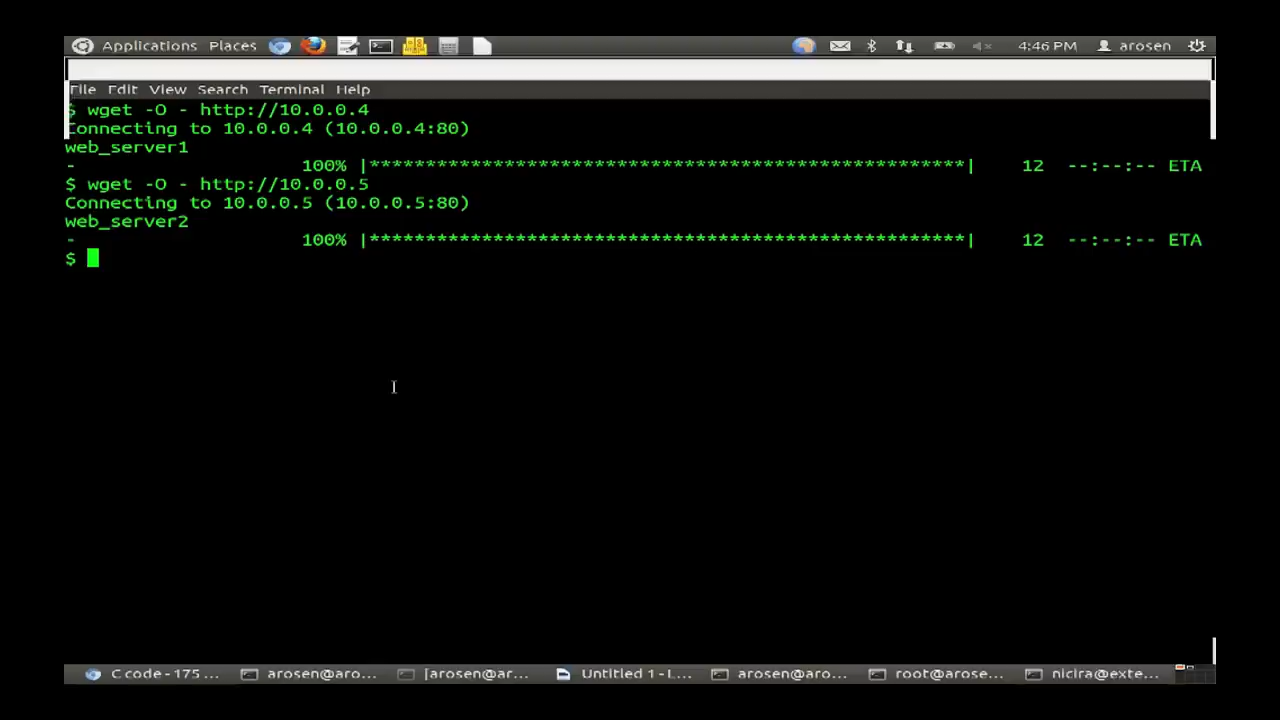 Applications Places 4:46 PM arosen
File Edit View Search Terminal Help
$ wget -O - http://10.0.0.4
Connecting to 10.0.0.4 (10.0.0.4:80)
web_server1
- 100% |*****************************************************| 12 --:--:-- ETA
$ wget -O - http://10.0.0.5
Connecting to 10.0.0.5 (10.0.0.5:80)
web_server2
- 100% |*****************************************************| 12 --:--:-- ETA
$
C code - 175 ... arosen@aro... [arosen@ar... Untitled 1 - L... arosen@aro... root@arose... nicira@exte...